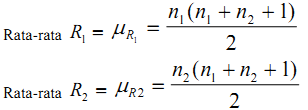 Rata-rata R₁ = μ_R₁ = n₁(n₁ + n₂ + 1) / 2
Rata-rata R₂ = μ_R2 = n₂(n₁ + n₂ + 1) / 2